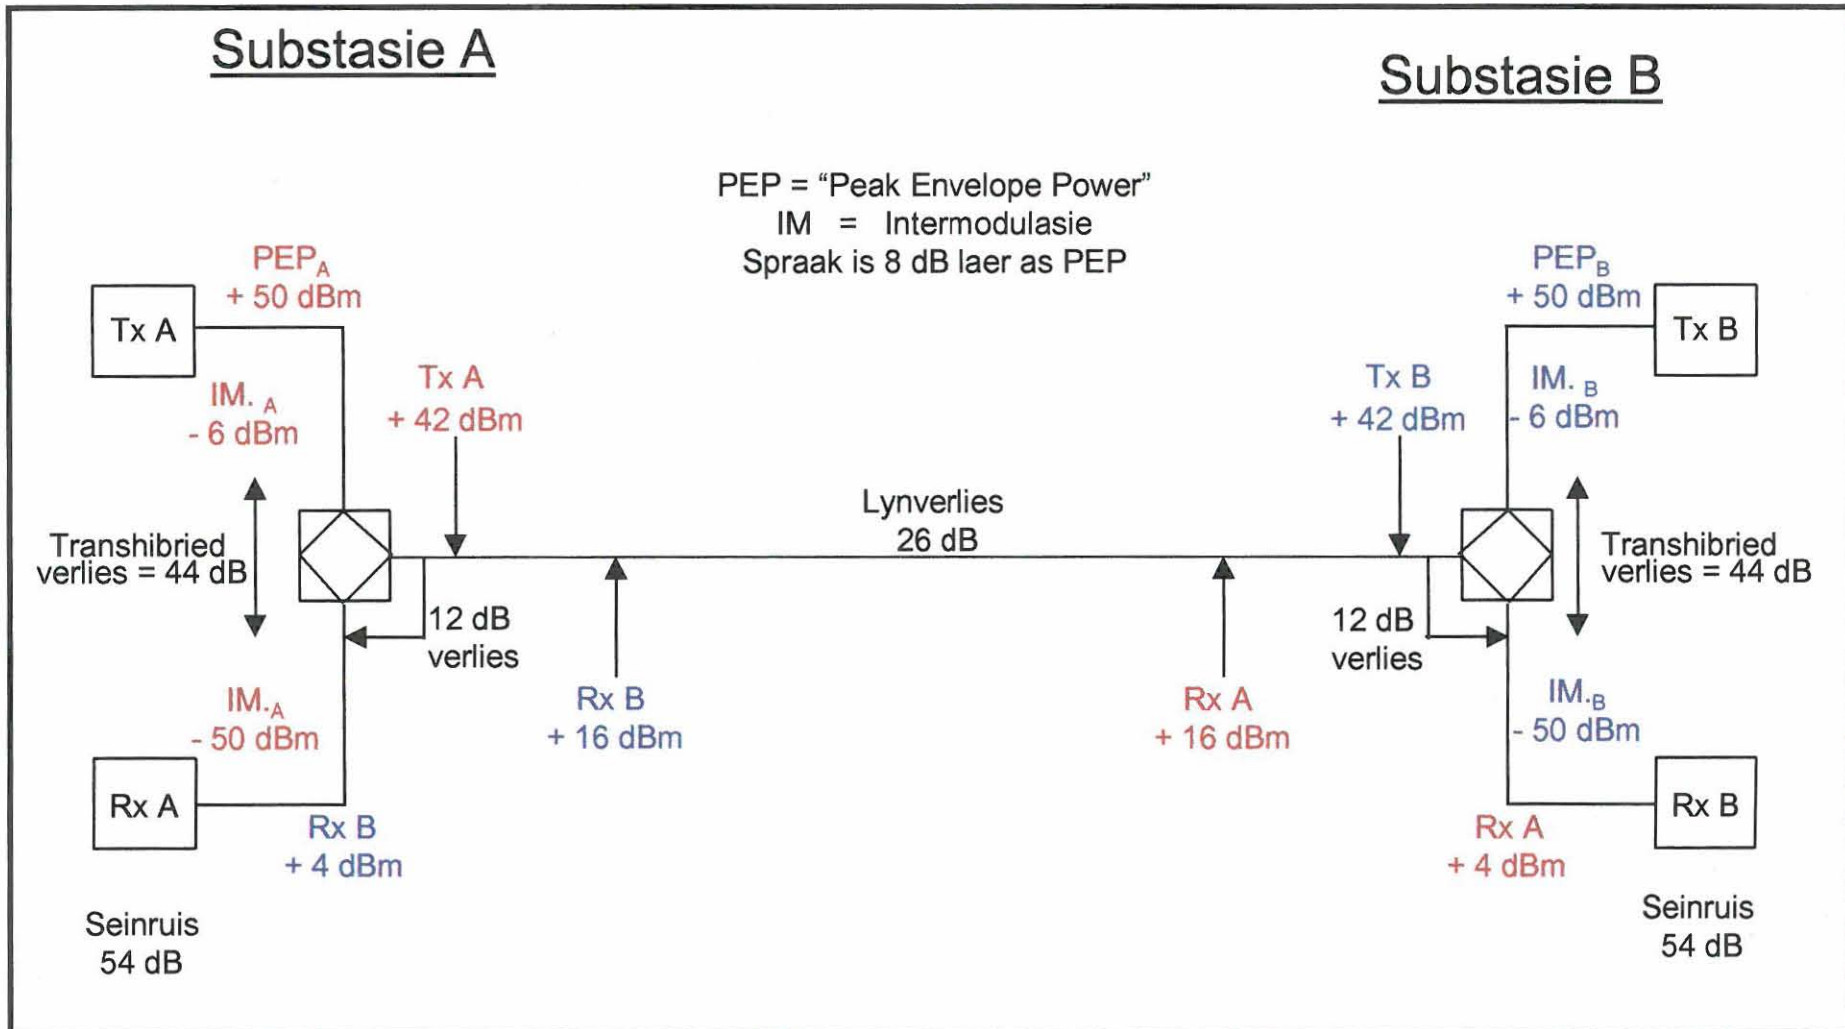 Substasie A
Substasie B
PEP = “Peak Envelope Power”
IM = Intermodulasie
Spraak is 8 dB laer as PEP
PEPA
+ 50 dBm
Tx A
IM. A
- 6 dBm
Tx A
+ 42 dBm
Transhibried
verlies = 44 dB
12 dB
verlies
Lynverlies
26 dB
Rx B
+ 16 dBm
IM.A
- 50 dBm
Rx A
Rx B
+ 4 dBm
Seinruis
54 dB
PEPB
+ 50 dBm
Tx B
Tx B
+ 42 dBm
IM. B
- 6 dBm
Transhibried
verlies = 44 dB
12 dB
verlies
Rx A
+ 16 dBm
IM.B
- 50 dBm
Rx B
Rx A
+ 4 dBm
Seinruis
54 dB